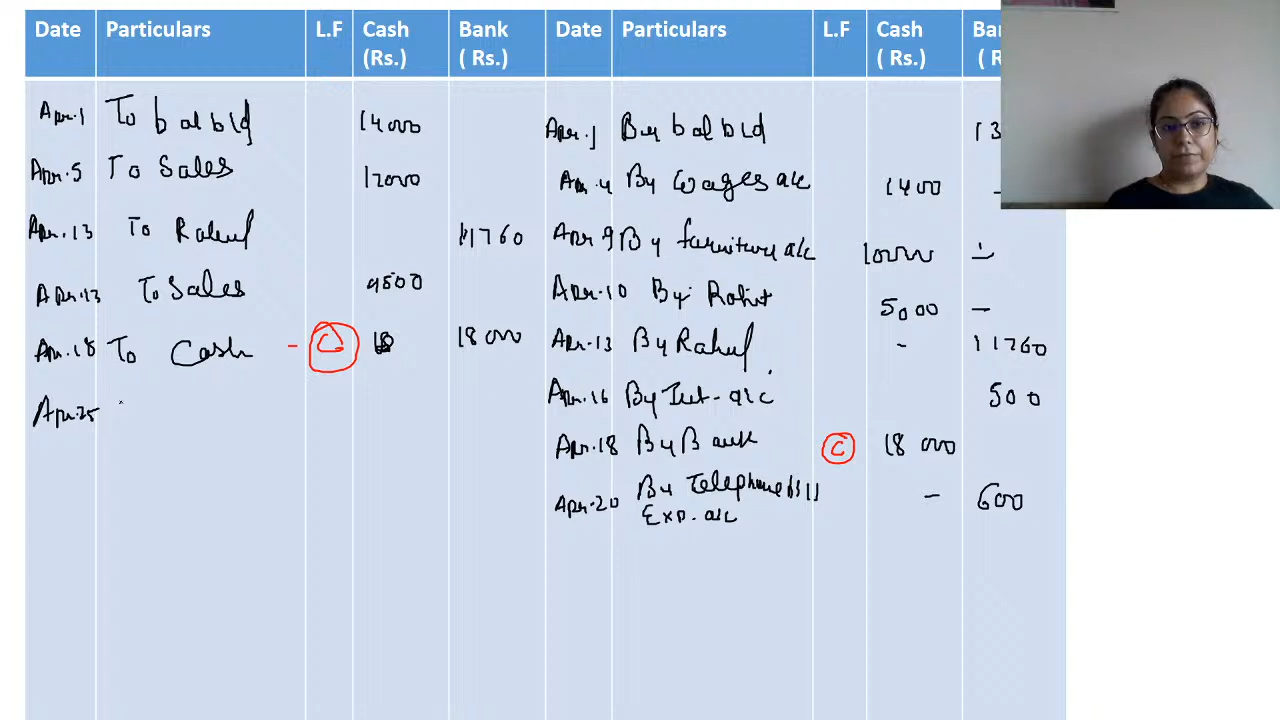 Date Particulars L.F Cash (Rs.) Bank ( Rs.) Date Particulars L.F Cash ( Rs.) Ban ( R
Apr.1 To bal b/d 14000 Apr.1 By bal b/d 13
Apr.5 To Sales 12000 Apr.4 By Wages a/c 1400 -
Apr.13 To Rahul 11760 Apr 9 By furniture a/c 10000 -
Apr.13 To Sales 4500 Apr.10 By Rohit 5000 -
Apr.18 To Cash - C 18000 Apr.13 By Rahul - 11760
Apr.25 Apr.16 By Int. a/c 500
Apr.18 By Bank C 18000
Apr.20 By Telephone bill - 600
Exp. a/c